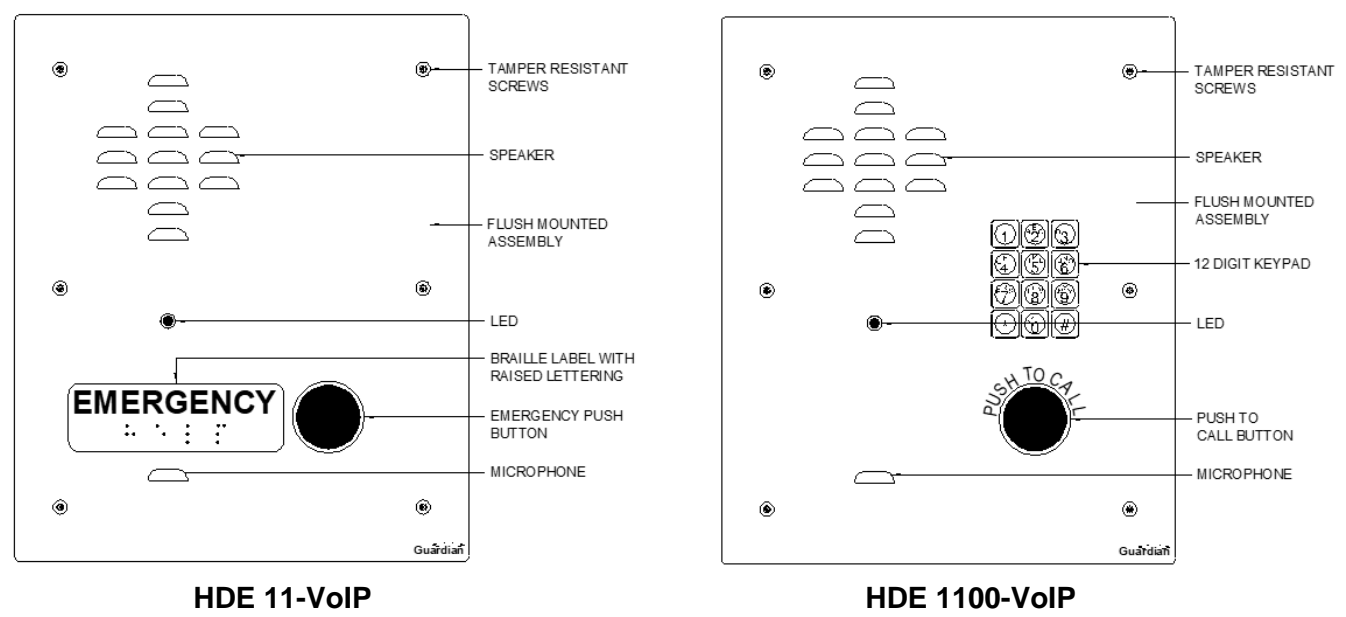 TAMPER RESISTANT
SCREWS
SPEAKER
FLUSH MOUNTED
ASSEMBLY
LED
BRAILLE LABEL WITH
RAISED LETTERING
EMERGENCY
EMERGENCY PUSH
BUTTON
MICROPHONE
Guardian
HDE 11-VoIP
TAMPER RESISTANT
SCREWS
SPEAKER
FLUSH MOUNTED
ASSEMBLY
1 2 3
4 5 6
12 DIGIT KEYPAD
7 8 9
* 0 #
LED
PUSH TO CALL
PUSH TO
CALL BUTTON
MICROPHONE
Guardian
HDE 1100-VoIP